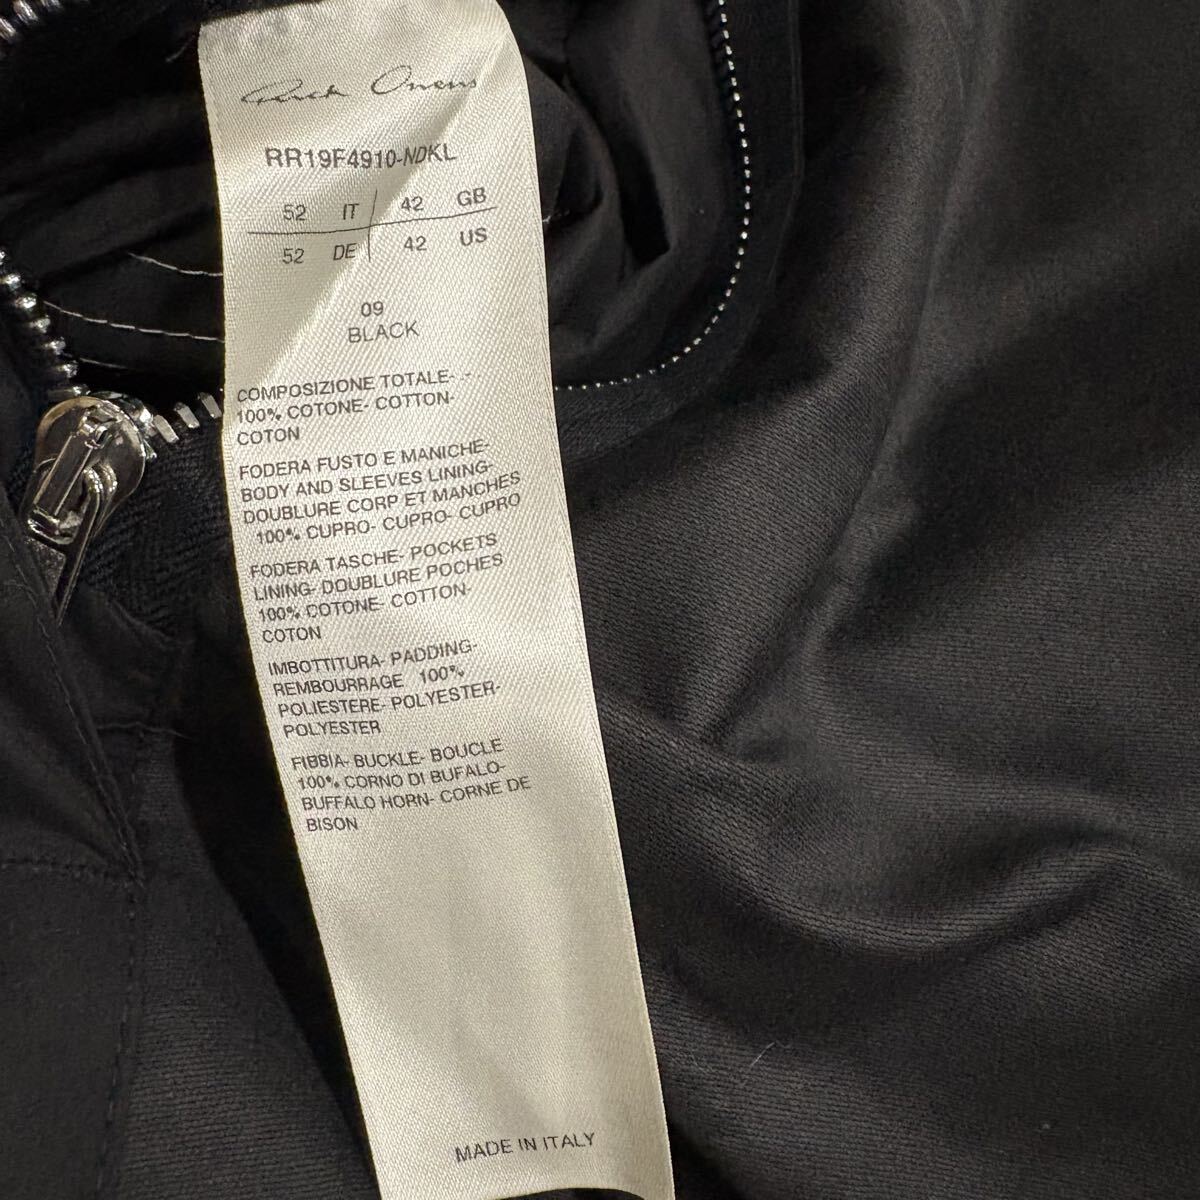 Rick Owens
RR19F4910-NDKL
52 IT 42 GB
52 DE 42 US
09
BLACK
COMPOSIZIONE TOTALE- .-
100% COTONE- COTTON-
COTON
FODERA FUSTO E MANICHE-
BODY AND SLEEVES LINING-
DOUBLURE CORP ET MANCHES
100% CUPRO- CUPRO- CUPRO
FODERA TASCHE- POCKETS
LINING- DOUBLURE POCHES
100% COTONE- COTTON-
COTON
IMBOTTITURA- PADDING-
REMBOURRAGE 100%
POLIESTERE- POLYESTER-
POLYESTER
FIBBIA- BUCKLE- BOUCLE
100% CORNO DI BUFALO-
BUFFALO HORN- CORNE DE
BISON
MADE IN ITALY